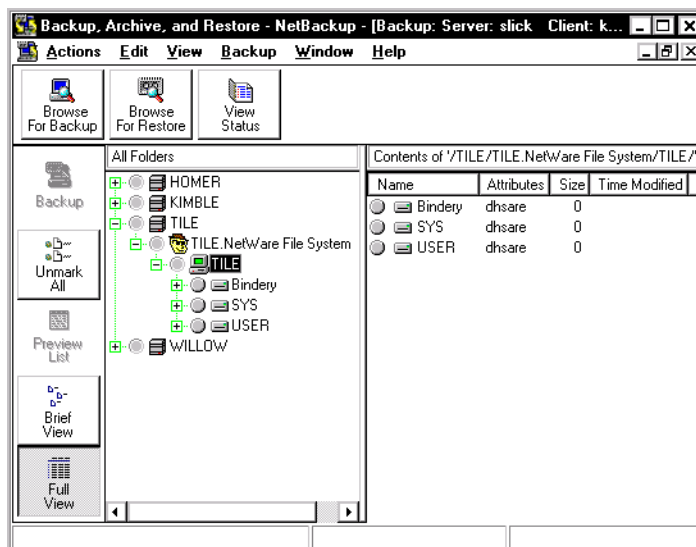 Backup, Archive, and Restore - NetBackup - [Backup: Server: slick Client: k...
Actions Edit View Backup Window Help
Browse For Backup
Browse For Restore
View Status
Backup
Unmark All
Preview List
Brief View
Full View
All Folders
HOMER
KIMBLE
TILE
TILE.NetWare File System
TILE
Bindery
SYS
USER
WILLOW
Contents of '/TILE/TILE.NetWare File System/TILE/'
Name Attributes Size Time Modified
Bindery dhsare 0
SYS dhsare 0
USER dhsare 0